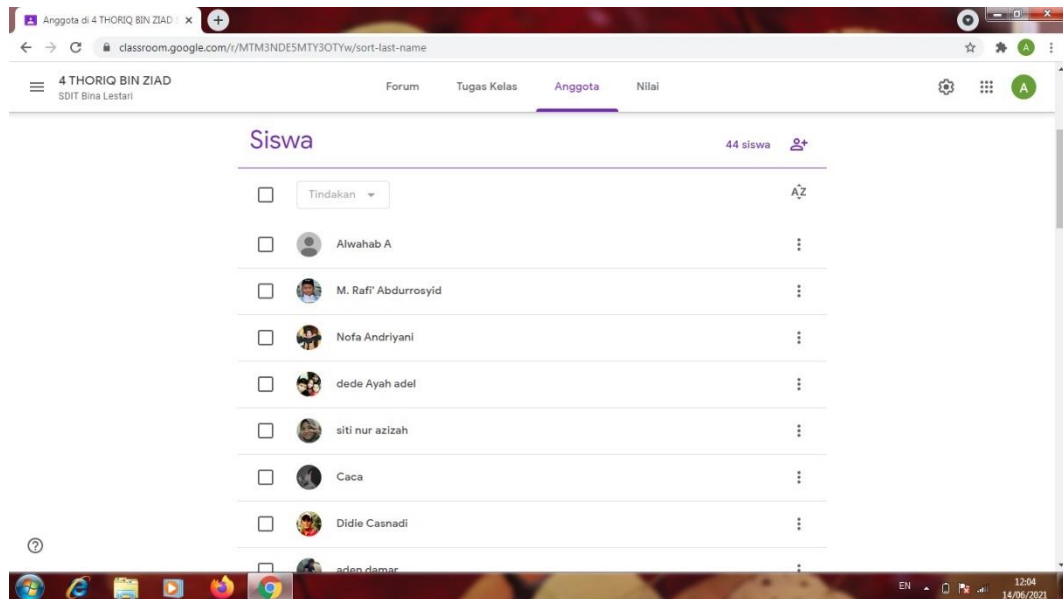 Anggota di 4 THORIQ BIN ZIAD
classroom.google.com/r/MTM3NDE5MTY3OTYw/sort-last-name
A
4 THORIQ BIN ZIAD
SDIT Bina Lestari
Forum Tugas Kelas Anggota Nilai
A
Siswa
44 siswa
Tindakan
AZ
Alwahab A
M. Rafi' Abdurrosyid
Nofa Andriyani
dede Ayah adel
siti nur azizah
Caca
Didie Casnadi
aden damar
EN
12:04
14/06/2021